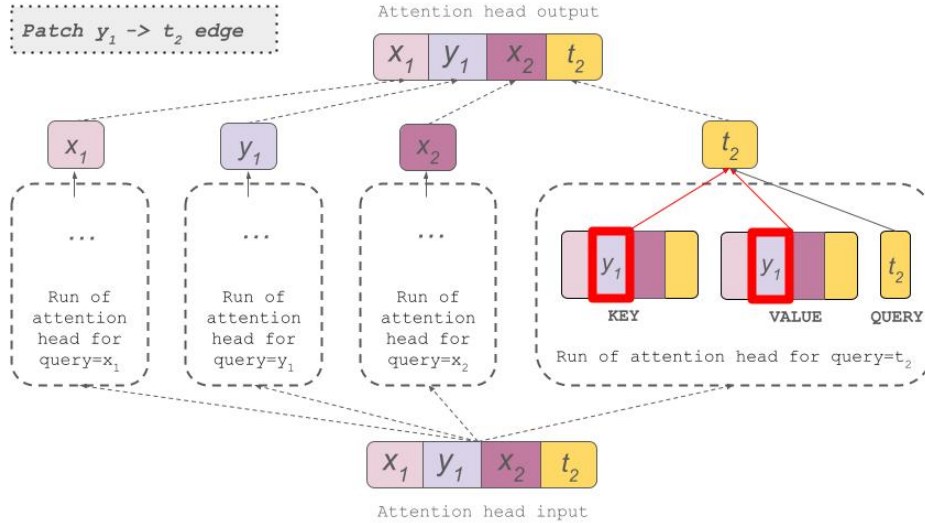 Patch y₁ -> t₂ edge
Attention head output
x₁ y₁ x₂ t₂
x₁ y₁ x₂ t₂
... ... ...
y₁ y₁ t₂
KEY VALUE QUERY
Run of
attention
head for
query=x₁
Run of
attention
head for
query=y₁
Run of
attention
head for
query=x₂
Run of attention head for query=t₂
x₁ y₁ x₂ t₂
Attention head input